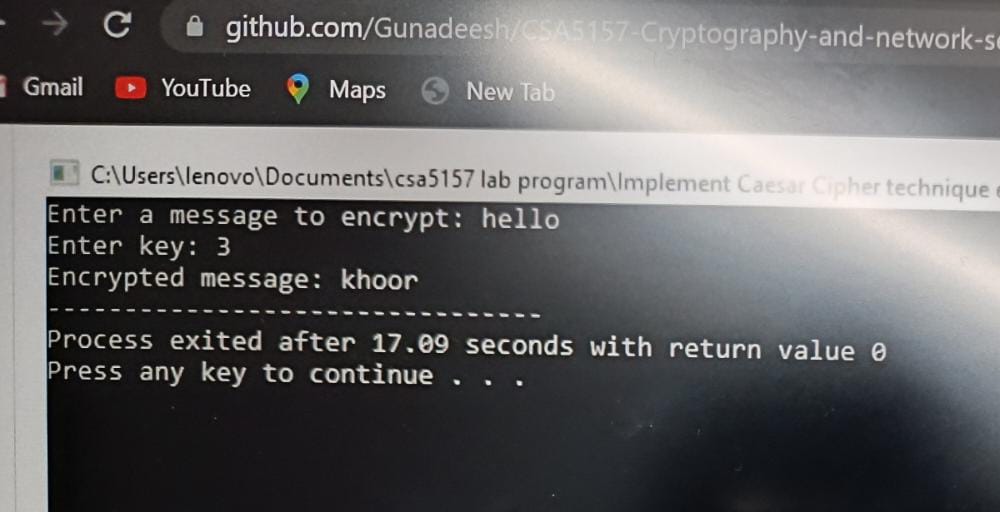 github.com/Gunadeesh/CSA5157-Cryptography-and-network-se
Gmail YouTube Maps New Tab
C:\Users\lenovo\Documents\csa5157 lab program\Implement Caesar Cipher technique
Enter a message to encrypt: hello
Enter key: 3
Encrypted message: khoor
--------------------------------
Process exited after 17.09 seconds with return value 0
Press any key to continue . . .